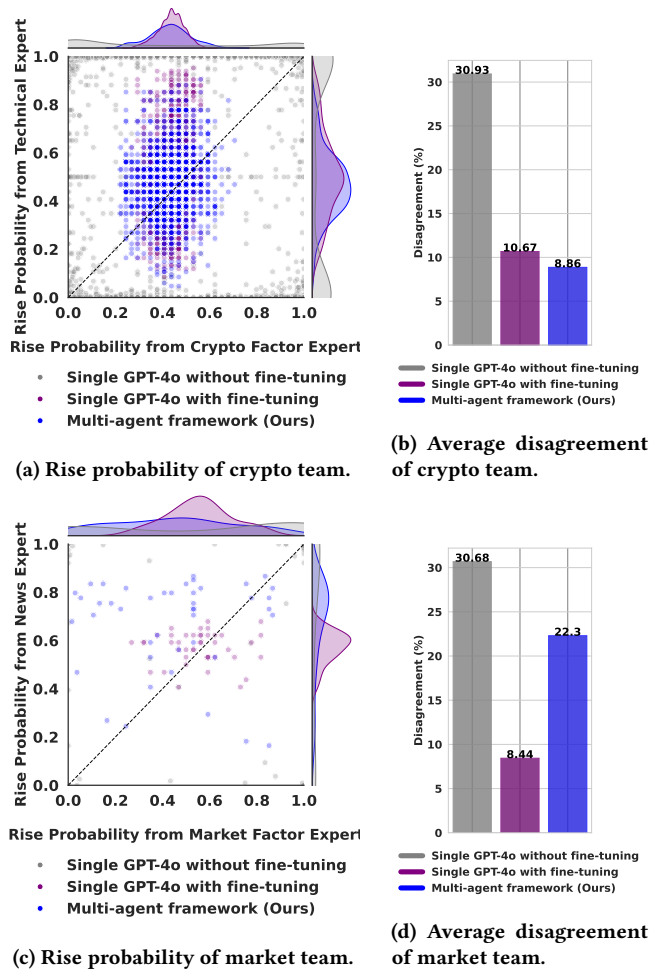 Rise Probability from Technical Expert
1.0
0.8
0.6
0.4
0.2
0.0
0.0 0.2 0.4 0.6 0.8 1.0
Rise Probability from Crypto Factor Expert
Single GPT-4o without fine-tuning
Single GPT-4o with fine-tuning
Multi-agent framework (Ours)
(a) Rise probability of crypto team.
Disagreement (%)
30
25
20
15
10
5
0
30.93
10.67
8.86
Single GPT-4o without fine-tuning
Single GPT-4o with fine-tuning
Multi-agent framework (Ours)
(b) Average disagreement
of crypto team.
Rise Probability from News Expert
1.0
0.8
0.6
0.4
0.2
0.0
0.0 0.2 0.4 0.6 0.8 1.0
Rise Probability from Market Factor Expert
Single GPT-4o without fine-tuning
Single GPT-4o with fine-tuning
Multi-agent framework (Ours)
(c) Rise probability of market team.
Disagreement (%)
30
25
20
15
10
5
0
30.68
8.44
22.3
Single GPT-4o without fine-tuning
Single GPT-4o with fine-tuning
Multi-agent framework (Ours)
(d) Average disagreement
of market team.